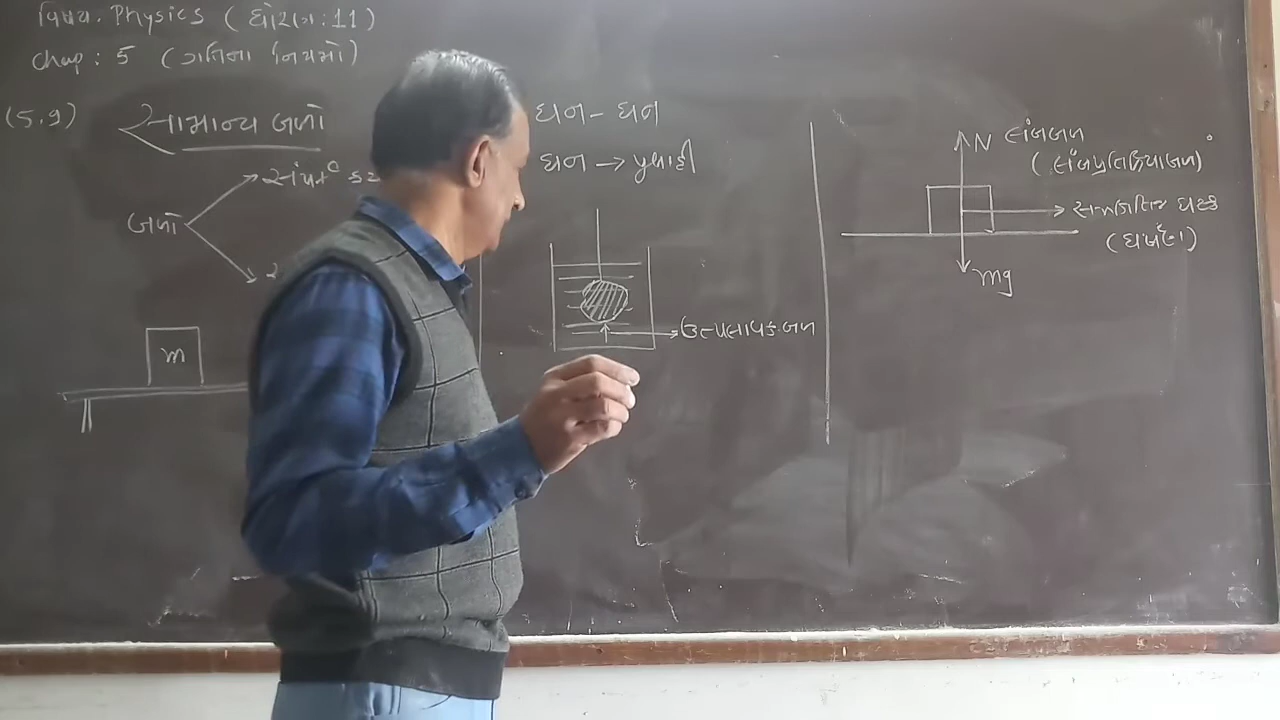 વિષય. Physics (ધોરણ : 11)
Chap : 5 (ગતિના નિયમો)
(5.9) સામાન્ય બળો
બળો
સંપર્ક
m
ઘન - ઘન
ઘન → પ્રવાહી
ઉત્પ્લાવક બળ
N લંબબળ
(લંબપ્રતિક્રિયાબળ)
સમક્ષિતિજ ઘટક
(ઘર્ષણ)
mg